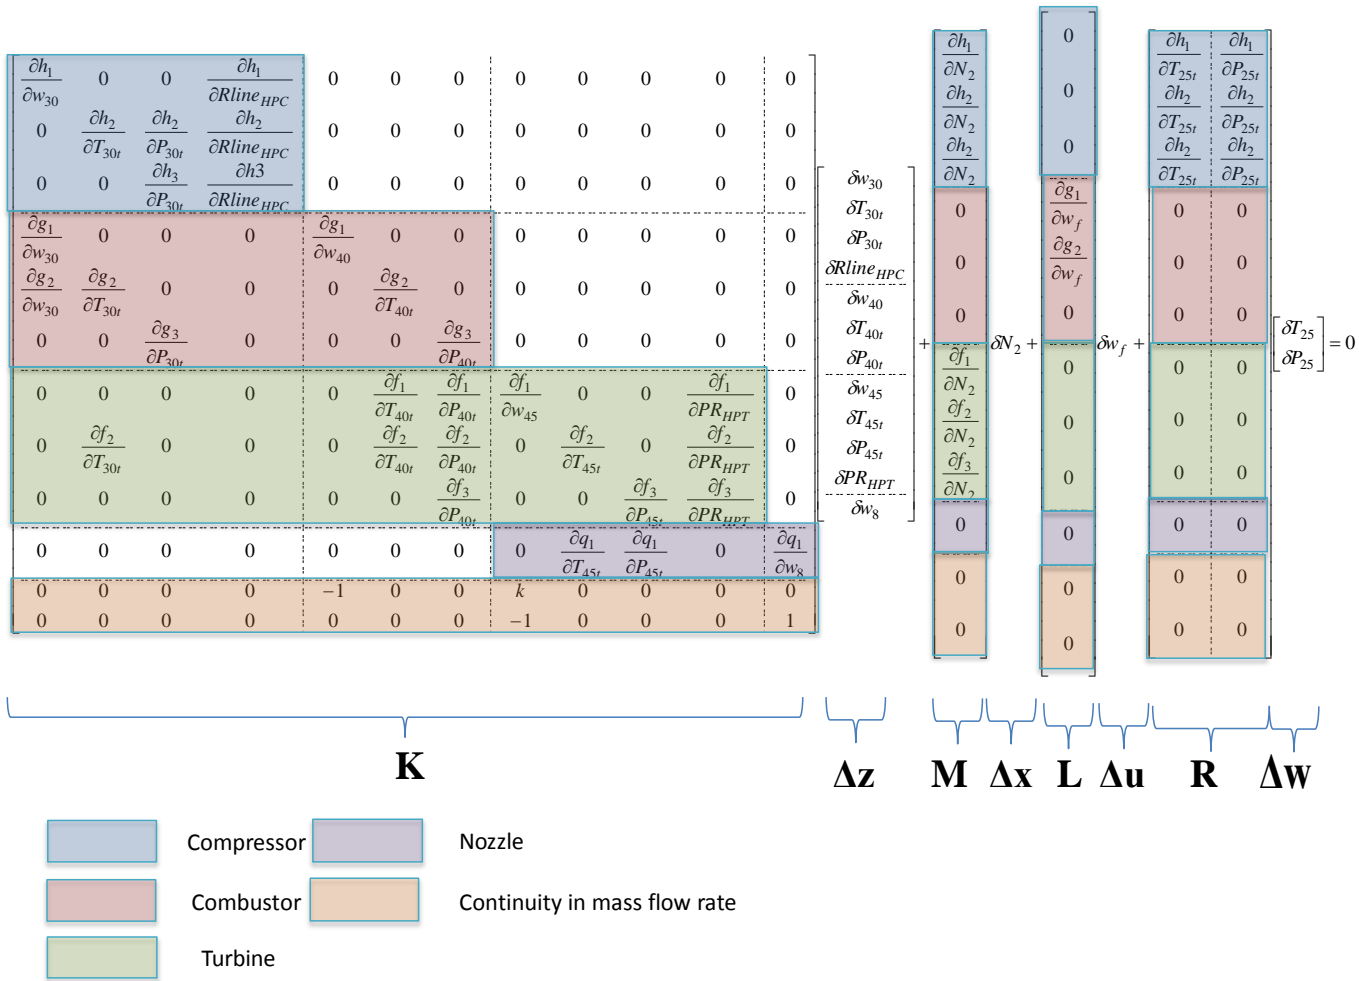 ∂h₁/∂w₃₀ 0 0 ∂h₁/∂Rline_HPC 0 0 0 0 0 0 0 0
0 ∂h₂/∂T₃₀ₜ ∂h₂/∂P₃₀ₜ ∂h₂/∂Rline_HPC 0 0 0 0 0 0 0 0
0 0 ∂h₃/∂P₃₀ₜ ∂h3/∂Rline_HPC 0 0 0 0 0 0 0 0
∂g₁/∂w₃₀ 0 0 0 ∂g₁/∂w₄₀ 0 0 0 0 0 0 0
∂g₂/∂w₃₀ ∂g₂/∂T₃₀ₜ 0 0 0 ∂g₂/∂T₄₀ₜ 0 0 0 0 0 0
0 0 ∂g₃/∂P₃₀ₜ 0 0 0 ∂g₃/∂P₄₀ₜ 0 0 0 0 0
0 0 0 0 0 ∂f₁/∂T₄₀ₜ ∂f₁/∂P₄₀ₜ ∂f₁/∂w₄₅ 0 0 ∂f₁/∂PR_HPT 0
0 ∂f₂/∂T₃₀ₜ 0 0 0 ∂f₂/∂T₄₀ₜ ∂f₂/∂P₄₀ₜ 0 ∂f₂/∂T₄₅ₜ 0 ∂f₂/∂PR_HPT 0
0 0 0 0 0 0 ∂f₃/∂P₄₀ₜ 0 0 ∂f₃/∂P₄₅ₜ ∂f₃/∂PR_HPT 0
0 0 0 0 0 0 0 0 ∂q₁/∂T₄₅ₜ ∂q₁/∂P₄₅ₜ 0 ∂q₁/∂w₈
0 0 0 0 −1 0 0 k 0 0 0 0
0 0 0 0 0 0 0 −1 0 0 0 1
δw₃₀
δT₃₀ₜ
δP₃₀ₜ
δRline_HPC
δw₄₀
δT₄₀ₜ
δP₄₀ₜ
δw₄₅
δT₄₅ₜ
δP₄₅ₜ
δPR_HPT
δw₈
+
∂h₁/∂N₂
∂h₂/∂N₂
∂h₂/∂N₂
0
0
0
∂f₁/∂N₂
∂f₂/∂N₂
∂f₃/∂N₂
0
0
0
δN₂ +
0
0
0
∂g₁/∂w_f
∂g₂/∂w_f
0
0
0
0
0
0
0
δw_f +
∂h₁/∂T₂₅ₜ ∂h₁/∂P₂₅ₜ
∂h₂/∂T₂₅ₜ ∂h₂/∂P₂₅ₜ
∂h₂/∂T₂₅ₜ ∂h₂/∂P₂₅ₜ
0 0
0 0
0 0
0 0
0 0
0 0
0 0
0 0
0 0
δT₂₅
δP₂₅
= 0
K Δz M Δx L Δu R Δw
Compressor Nozzle
Combustor Continuity in mass flow rate
Turbine